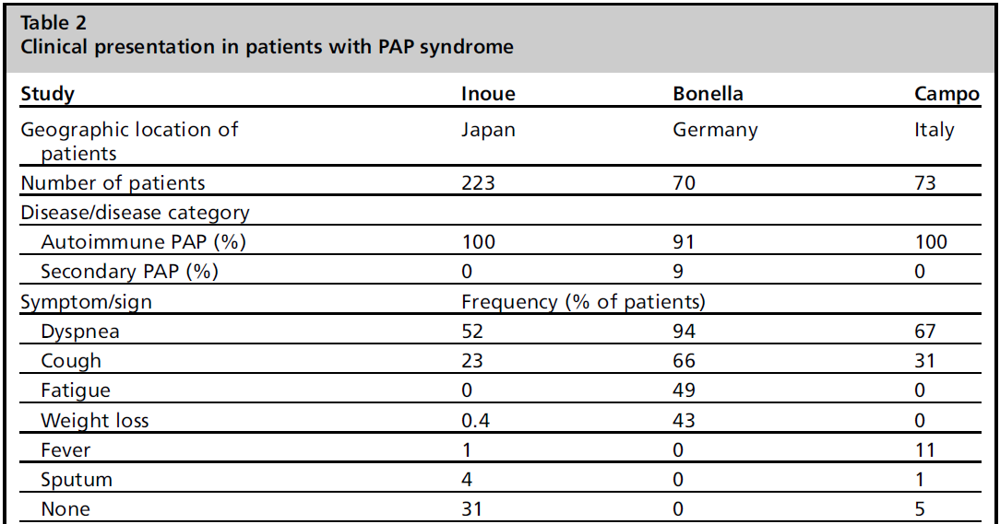 Table 2
Clinical presentation in patients with PAP syndrome
Study Inoue Bonella Campo
Geographic location of Japan Germany Italy
patients
Number of patients 223 70 73
Disease/disease category
Autoimmune PAP (%) 100 91 100
Secondary PAP (%) 0 9 0
Symptom/sign Frequency (% of patients)
Dyspnea 52 94 67
Cough 23 66 31
Fatigue 0 49 0
Weight loss 0.4 43 0
Fever 1 0 11
Sputum 4 0 1
None 31 0 5